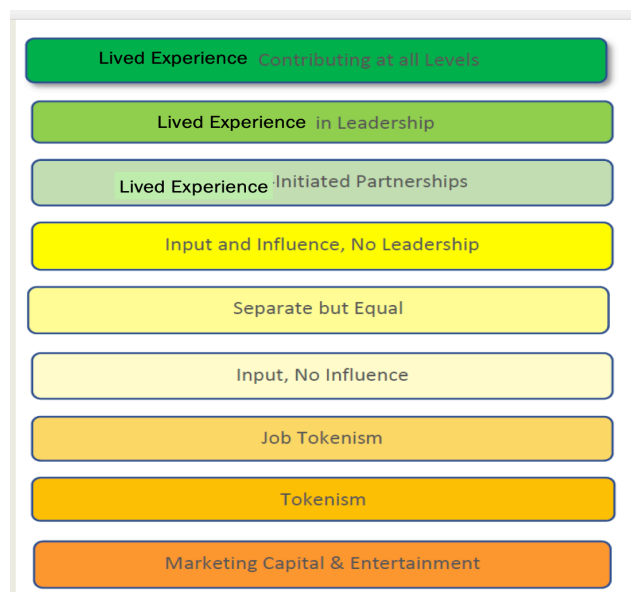 Lived Experience Contributing at all Levels
Lived Experience in Leadership
Lived Experience -Initiated Partnerships
Input and Influence, No Leadership
Separate but Equal
Input, No Influence
Job Tokenism
Tokenism
Marketing Capital & Entertainment